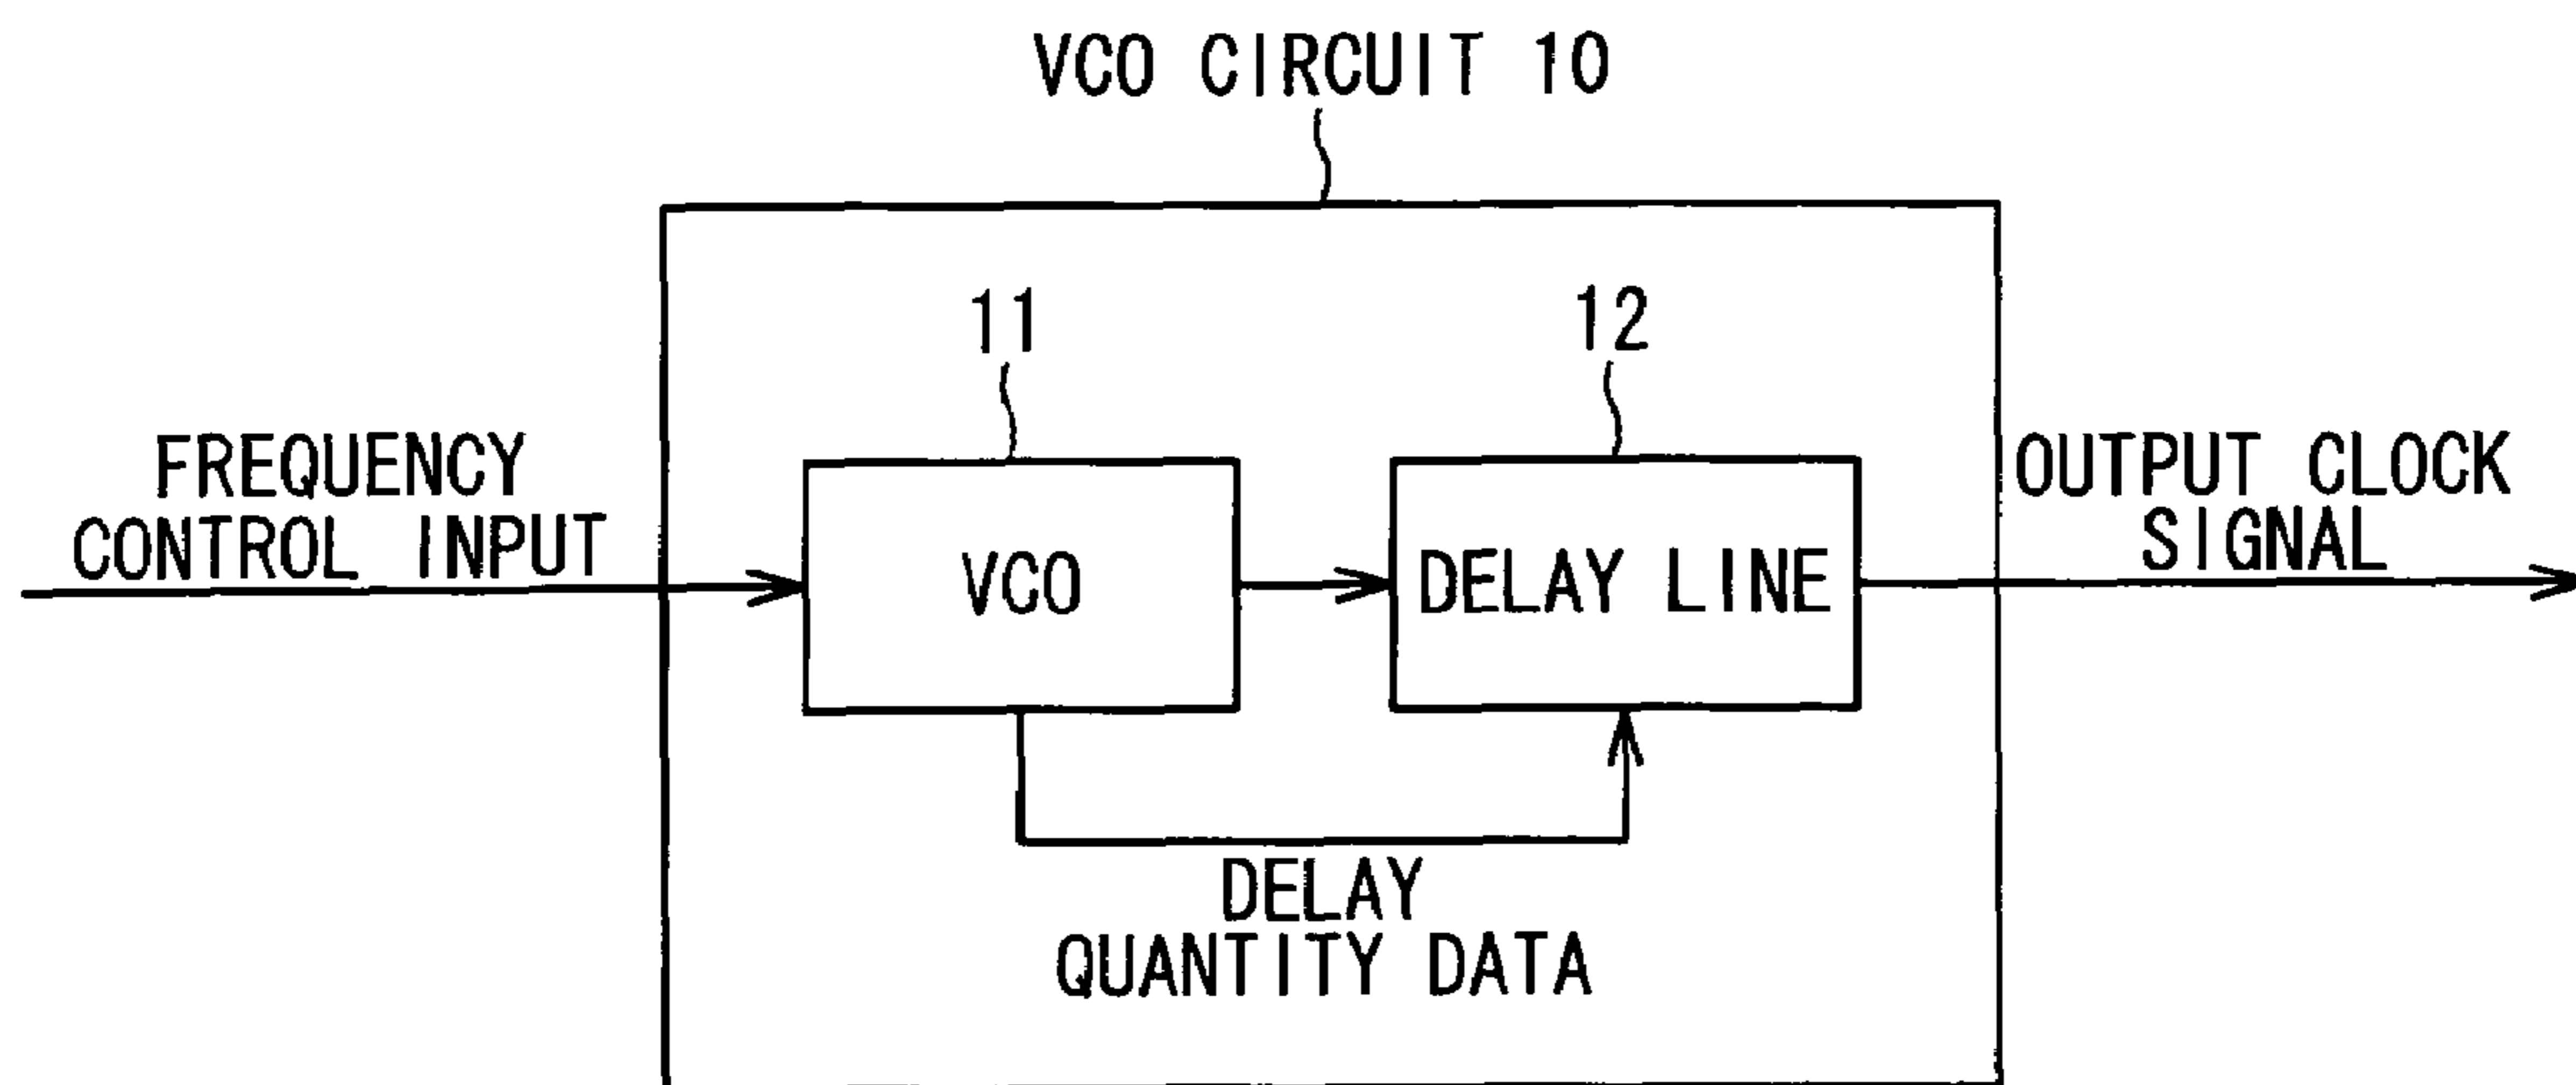 VCO CIRCUIT 10
11
12
FREQUENCY
CONTROL INPUT
VCO
DELAY LINE
OUTPUT CLOCK
SIGNAL
DELAY
QUANTITY DATA